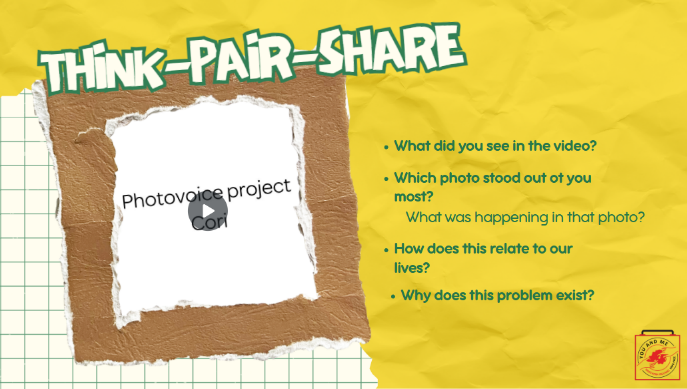 THiNK-PAiR-SHARE
Photovoice project
Cori
• What did you see in the video?
• Which photo stood out ot you
most?
What was happening in that photo?
• How does this relate to our
lives?
• Why does this problem exist?
YOU AND ME